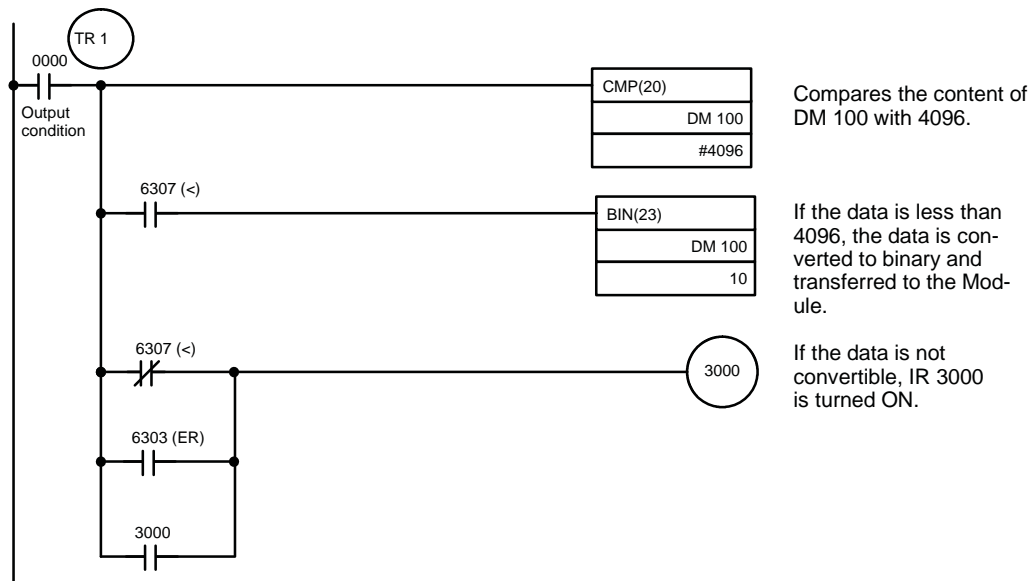 TR 1
0000
Output
condition
CMP(20)
DM 100
#4096
Compares the content of
DM 100 with 4096.
6307 (<)
BIN(23)
DM 100
10
If the data is less than
4096, the data is con-
verted to binary and
transferred to the Mod-
ule.
6307 (<)
3000
If the data is not
convertible, IR 3000
is turned ON.
6303 (ER)
3000